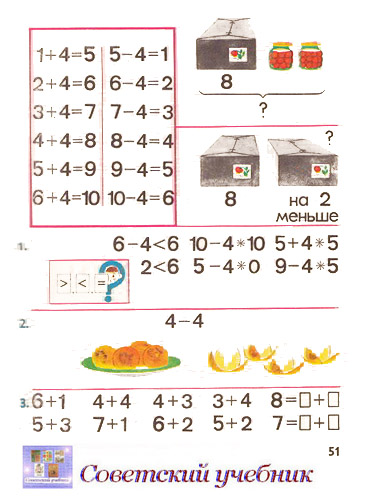 1+4=5 5-4=1
2+4=6 6-4=2
3+4=7 7-4=3
4+4=8 8-4=4
5+4=9 9-4=5
6+4=10 10-4=6
8
?
?
8 на 2
меньше
1. 6-4<6 10-4*10 5+4*5
2<6 5-4*0 9-4*5
> < = ?
2. 4-4
3. 6+1 4+4 4+3 3+4 8=□+□
5+3 7+1 6+2 5+2 7=□+□
51
Советский учебник